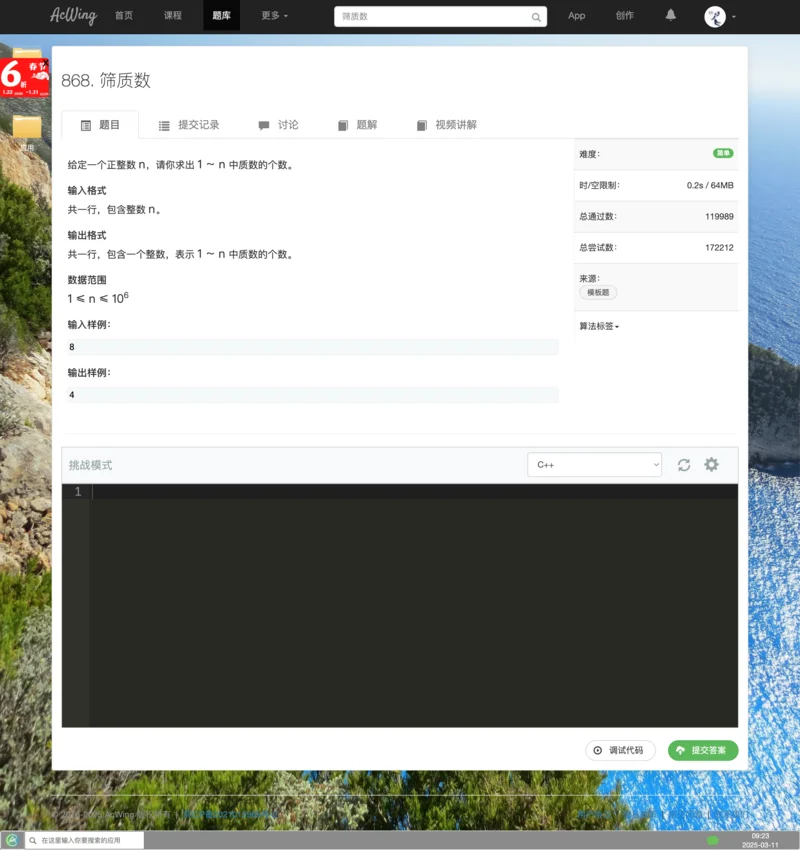 AcWing 首页 课程 题库 更多 筛质数 App 创作
6折 春节
868. 筛质数
题目 提交记录 讨论 题解 视频讲解
给定一个正整数 n，请你求出 1 ~ n 中质数的个数。
输入格式
共一行，包含整数 n。
输出格式
共一行，包含一个整数，表示 1 ~ n 中质数的个数。
数据范围
1 ≤ n ≤ 10⁶
输入样例：
8
输出样例：
4
难度： 简单
时/空限制： 0.2s / 64MB
总通过数： 119989
总尝试数： 172212
来源：
模板题
算法标签
挑战模式 C++
1
调试代码 提交答案
在这里输入你要搜索的应用
09:23
2025-03-11